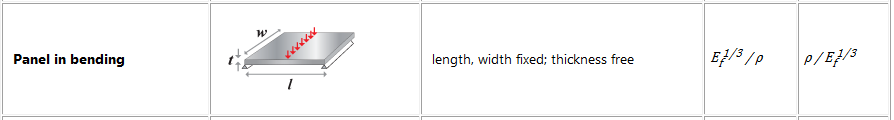 Panel in bending
w
t
l
length, width fixed; thickness free
E_f^{1/3} / ρ
ρ / E_f^{1/3}